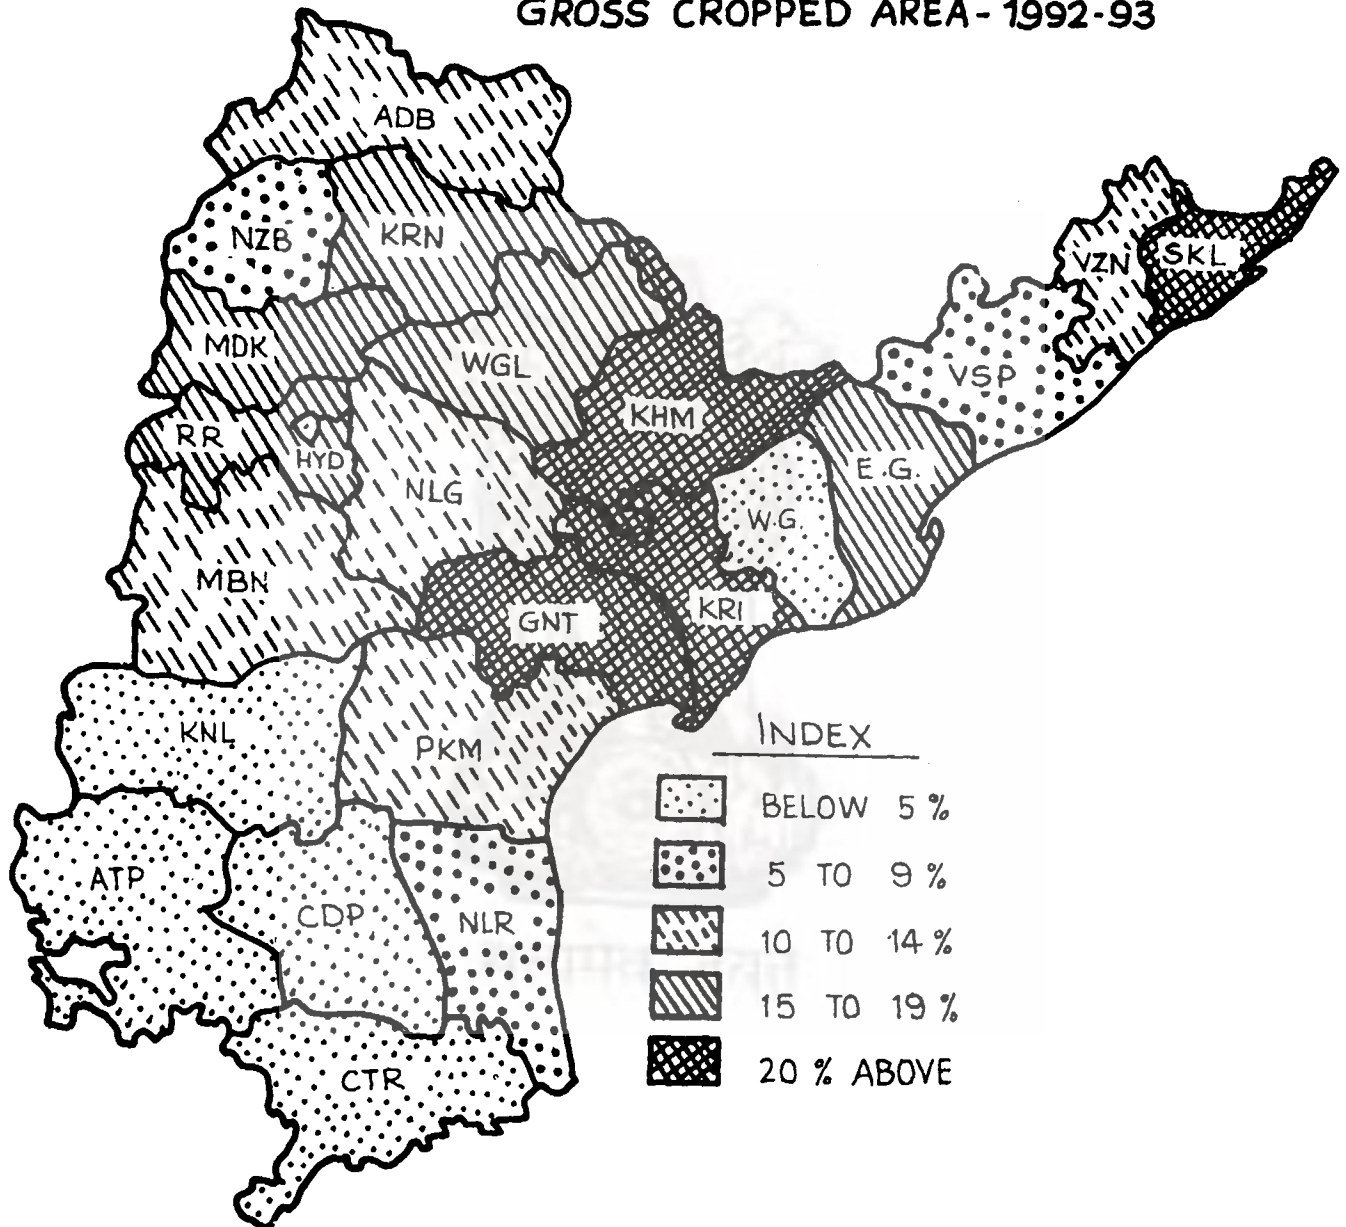 GROSS CROPPED AREA - 1992-93
ADB
NZB
KRN
VZN
SKL
MDK
WGL
VSP
KHM
RR
HYD
E.G.
NLG
W.G.
MBN
KRI
GNT
KNL
PKM
INDEX
BELOW 5 %
ATP
5 TO 9 %
CDP
NLR
10 TO 14 %
15 TO 19 %
20 % ABOVE
CTR